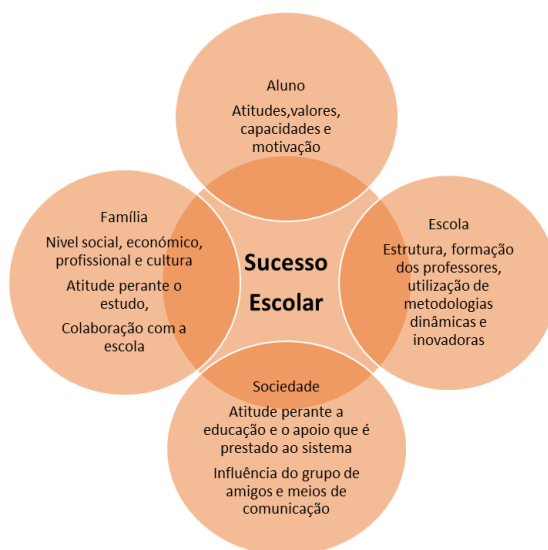 Aluno
Atitudes,valores,
capacidades e
motivação
Família
Nivel social, económico,
profissional e cultura
Atitude perante o
estudo,
Colaboração com a
escola
Sucesso
Escolar
Escola
Estrutura, formação
dos professores,
utilização de
metodologias
dinâmicas e
inovadoras
Sociedade
Atitude perante a
educação e o apoio que é
prestado ao sistema
Influência do grupo de
amigos e meios de
comunicação